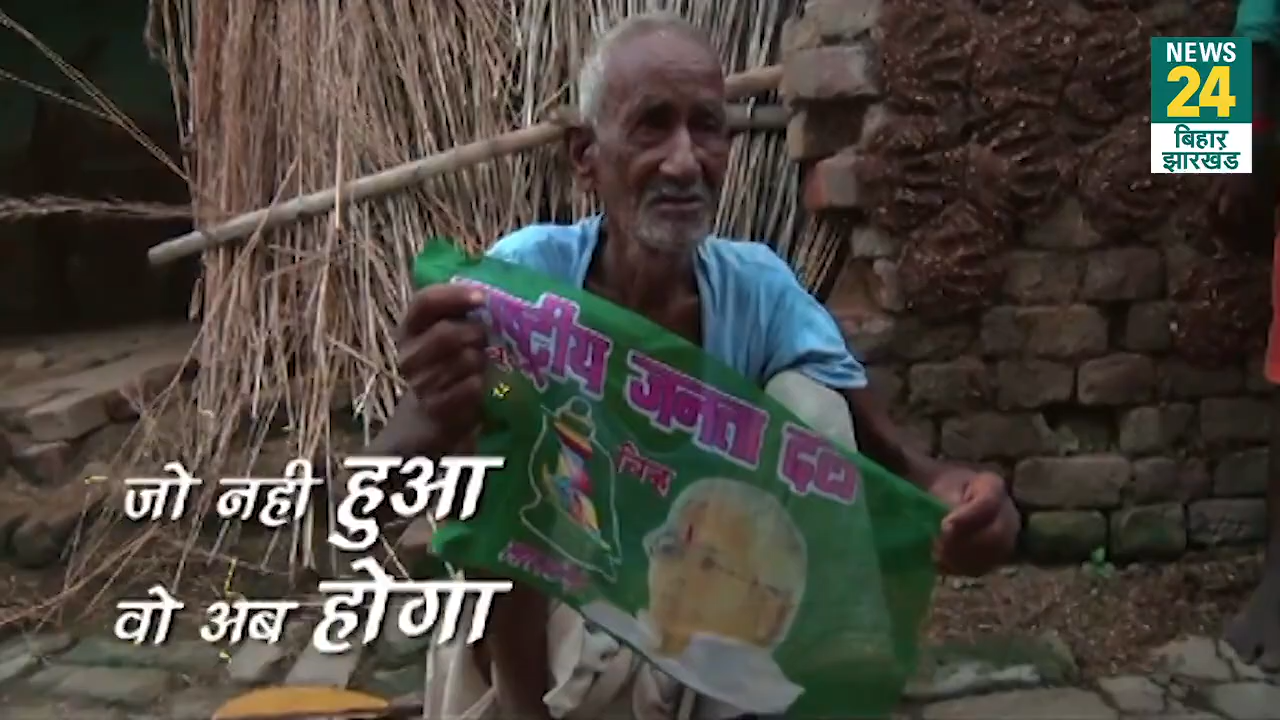 NEWS
24
बिहार
झारखंड
राष्ट्रीय जनता दल
चिन्ह
जो नही हुआ
वो अब होगा